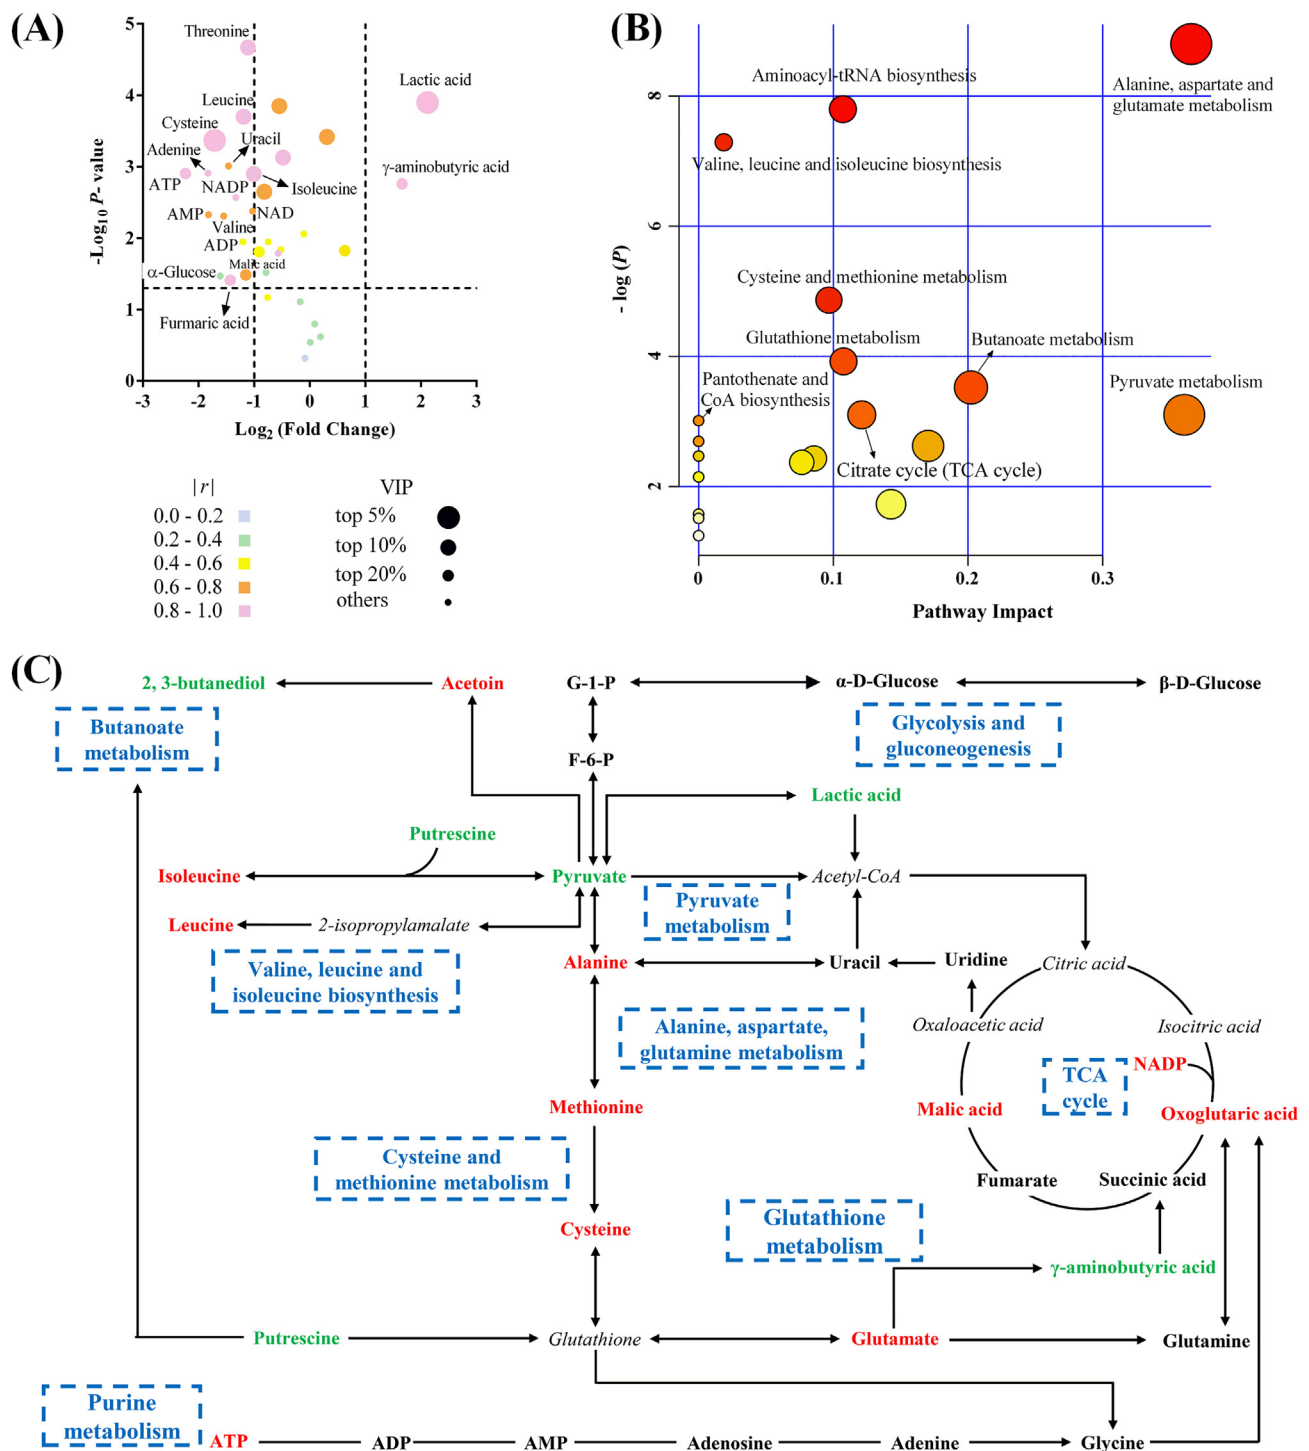 (A)
5
4
3
2
1
0
-Log10 P- value
Threonine
Lactic acid
Leucine
Cysteine
Uracil
Adenine
γ-aminobutyric acid
ATP
NADP
Isoleucine
AMP
NAD
Valine
ADP
Malic acid
α-Glucose
Furmaric acid
-3 -2 -1 0 1 2 3
Log2 (Fold Change)
|r|
0.0 - 0.2
0.2 - 0.4
0.4 - 0.6
0.6 - 0.8
0.8 - 1.0
VIP
top 5%
top 10%
top 20%
others
(B)
8
6
4
2
- log (P)
Aminoacyl-tRNA biosynthesis
Alanine, aspartate and
glutamate metabolism
Valine, leucine and isoleucine biosynthesis
Cysteine and methionine metabolism
Glutathione metabolism
Butanoate metabolism
Pantothenate and
CoA biosynthesis
Pyruvate metabolism
Citrate cycle (TCA cycle)
0 0.1 0.2 0.3
Pathway Impact
(C)
2, 3-butanediol
Acetoin
G-1-P
α-D-Glucose
β-D-Glucose
Butanoate
metabolism
Glycolysis and
gluconeogenesis
F-6-P
Lactic acid
Putrescine
Isoleucine
Pyruvate
Acetyl-CoA
Pyruvate
metabolism
Leucine
2-isopropylamalate
Valine, leucine and
isoleucine biosynthesis
Alanine
Uracil
Uridine
Citric acid
Alanine, aspartate,
glutamine metabolism
Oxaloacetic acid
Isocitric acid
TCA
cycle
NADP
Methionine
Malic acid
Oxoglutaric acid
Cysteine and
methionine metabolism
Fumarate
Succinic acid
Cysteine
Glutathione
metabolism
γ-aminobutyric acid
Putrescine
Glutathione
Glutamate
Glutamine
Purine
metabolism
ATP
ADP
AMP
Adenosine
Adenine
Glycine